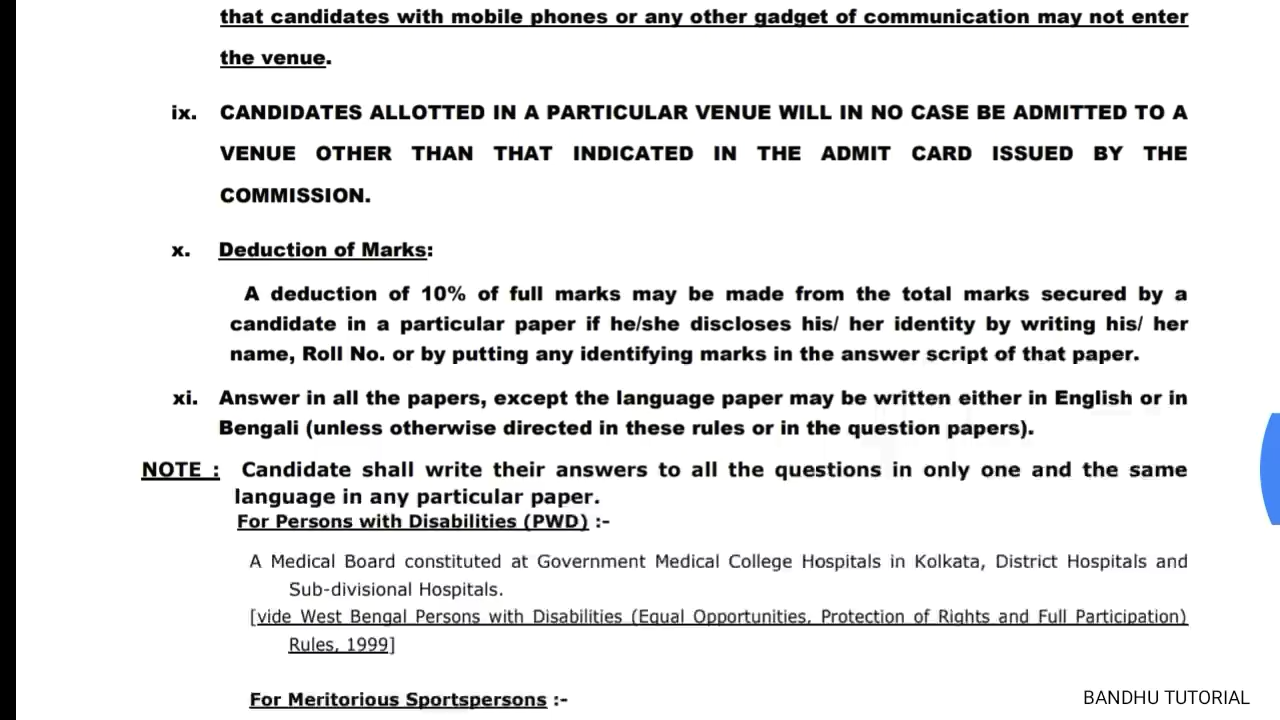 that candidates with mobile phones or any other gadget of communication may not enter
the venue.
ix. CANDIDATES ALLOTTED IN A PARTICULAR VENUE WILL IN NO CASE BE ADMITTED TO A
VENUE OTHER THAN THAT INDICATED IN THE ADMIT CARD ISSUED BY THE
COMMISSION.
x. Deduction of Marks:
A deduction of 10% of full marks may be made from the total marks secured by a
candidate in a particular paper if he/she discloses his/ her identity by writing his/ her
name, Roll No. or by putting any identifying marks in the answer script of that paper.
xi. Answer in all the papers, except the language paper may be written either in English or in
Bengali (unless otherwise directed in these rules or in the question papers).
NOTE : Candidate shall write their answers to all the questions in only one and the same
language in any particular paper.
For Persons with Disabilities (PWD) :-
A Medical Board constituted at Government Medical College Hospitals in Kolkata, District Hospitals and
Sub-divisional Hospitals.
[vide West Bengal Persons with Disabilities (Equal Opportunities, Protection of Rights and Full Participation)
Rules, 1999]
For Meritorious Sportspersons :-
BANDHU TUTORIAL